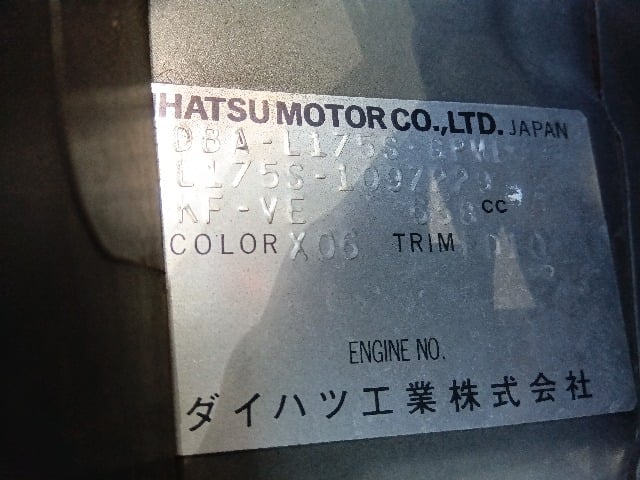 HATSU MOTOR CO.,LTD. JAPAN
DBA-L175S-
L175S-
KF-VE 658 cc
COLOR X06 TRIM
ENGINE NO.
ダイハツ工業株式会社